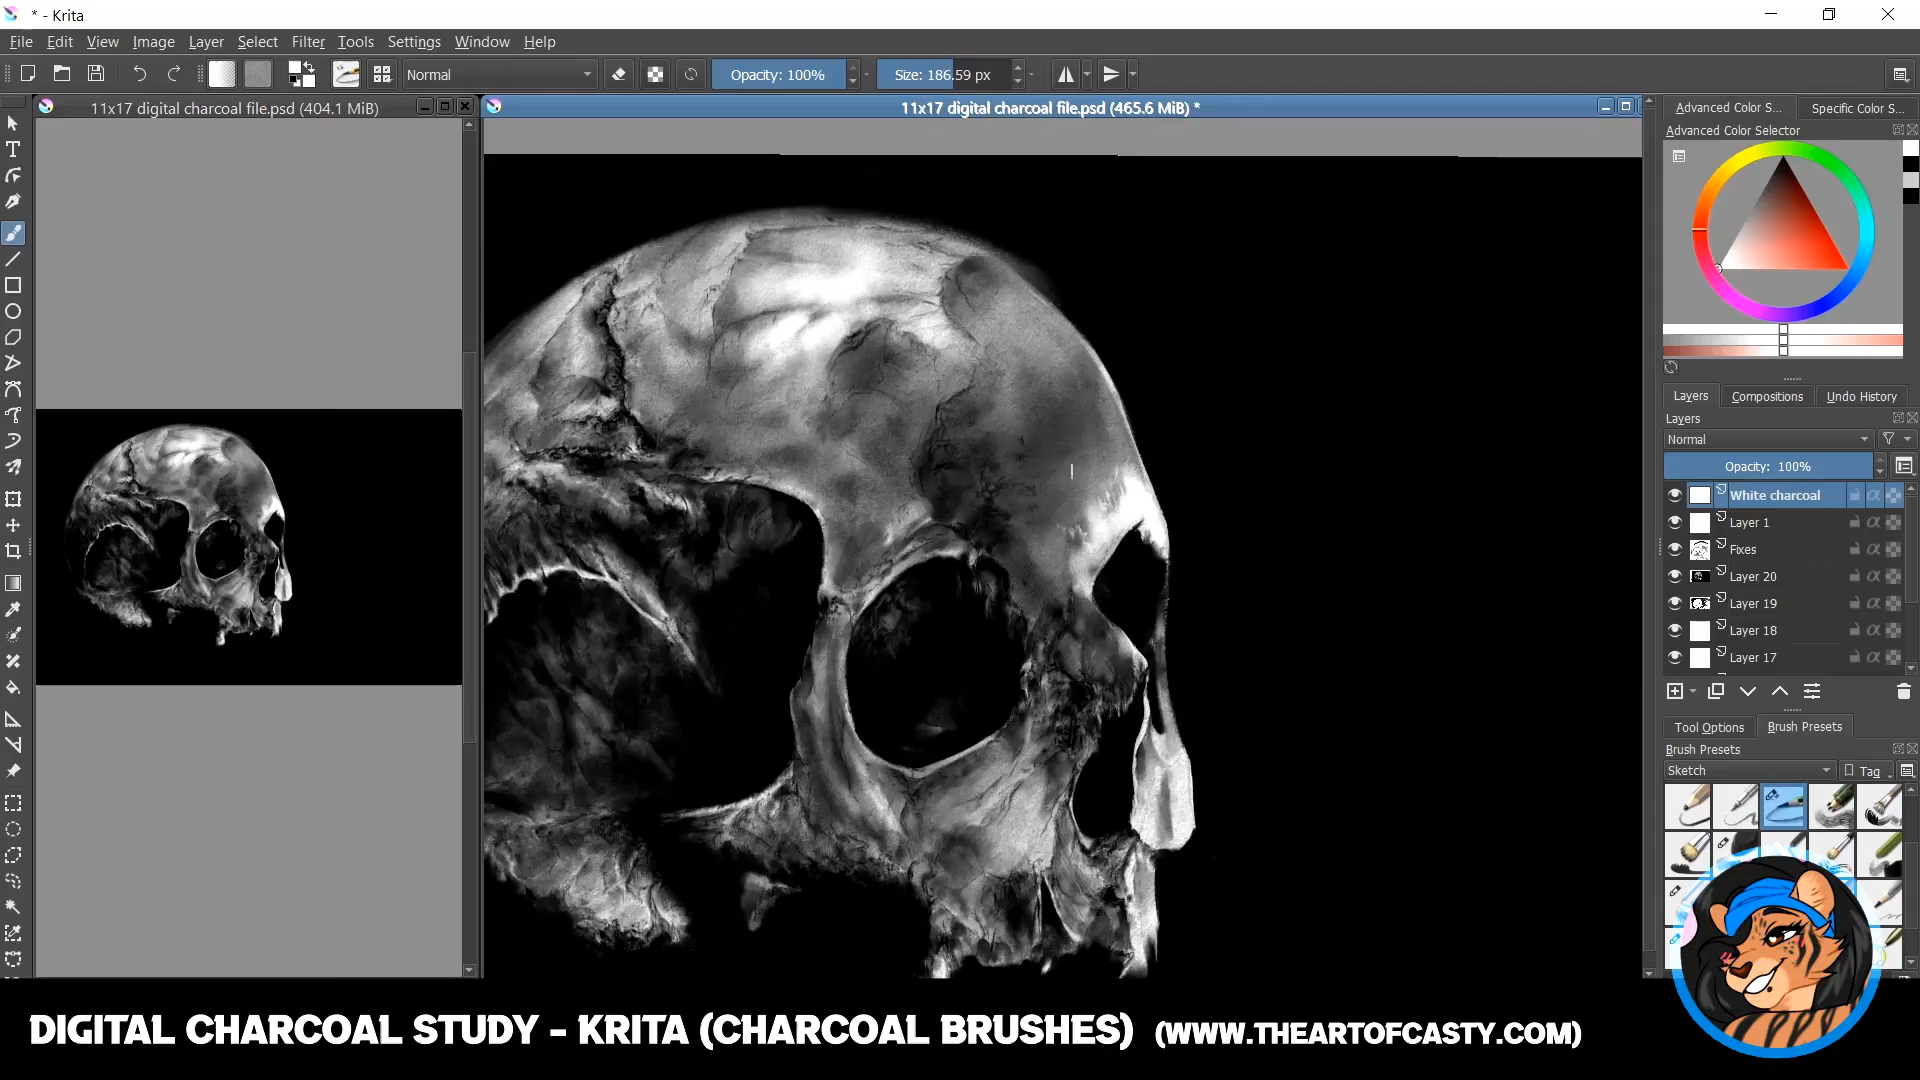 * - Krita
File Edit View Image Layer Select Filter Tools Settings Window Help
Normal Opacity: 100% Size: 186.59 px
11x17 digital charcoal file.psd (404.1 MiB)
11x17 digital charcoal file.psd (465.6 MiB) *
Advanced Color S... Specific Color S...
Advanced Color Selector
Layers Compositions Undo History
Layers
Normal
Opacity: 100%
White charcoal
Layer 1
Fixes
Layer 20
Layer 19
Layer 18
Layer 17
Tool Options Brush Presets
Brush Presets
Sketch Tag
DIGITAL CHARCOAL STUDY - KRITA (CHARCOAL BRUSHES) (WWW.THEARTOFCASTY.COM)